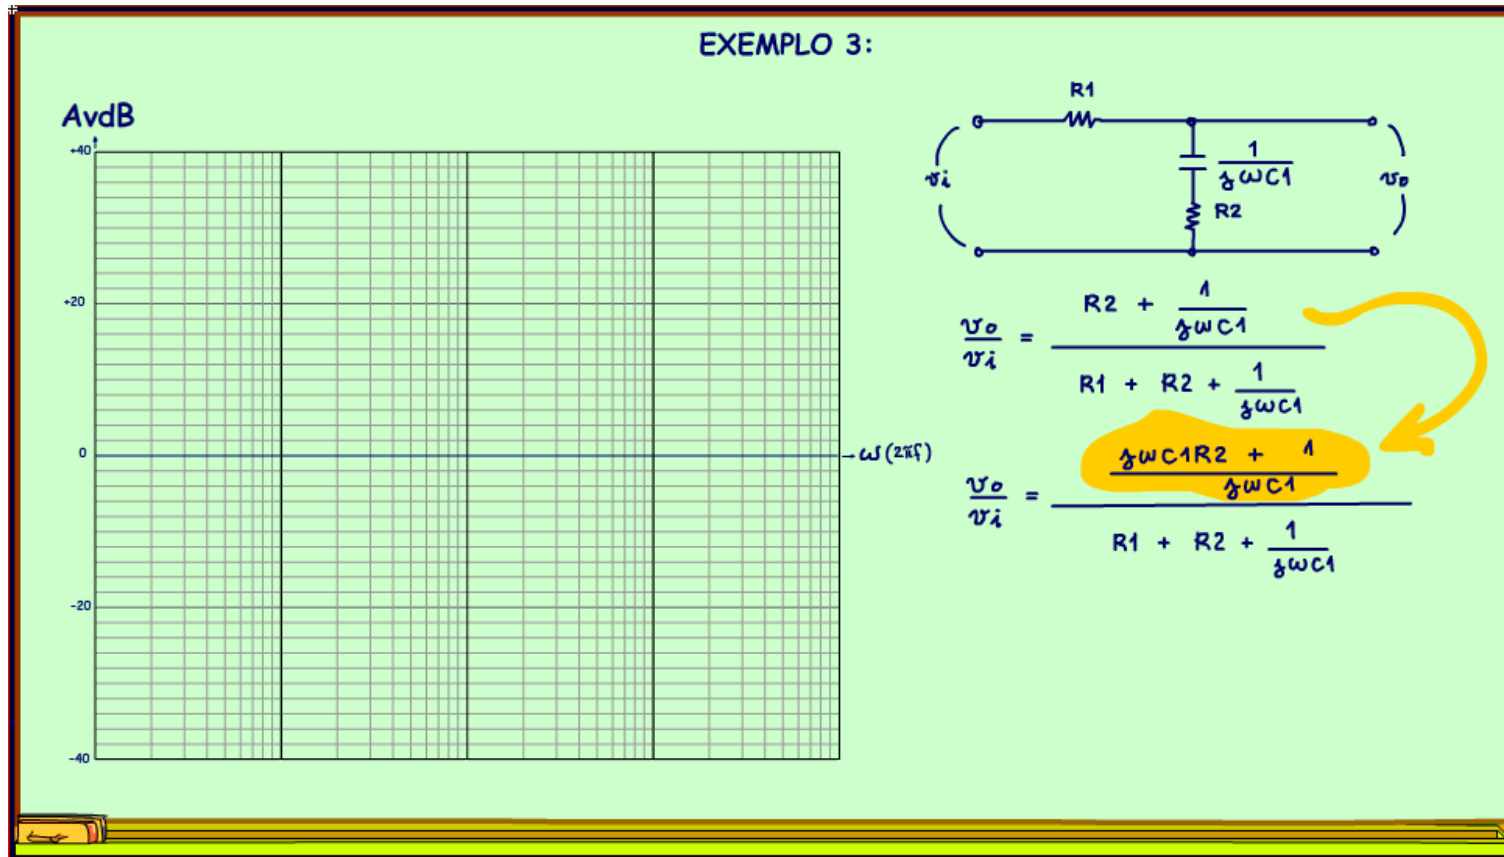 EXEMPLO 3:
AvdB
+40
+20
0
-20
-40
ω(2πf)
R1
vi
1
jωC1
R2
vo
vo
vi
=
R2 + 1
jωC1
R1 + R2 + 1
jωC1
vo
vi
=
jωC1R2 + 1
jωC1
R1 + R2 + 1
jωC1